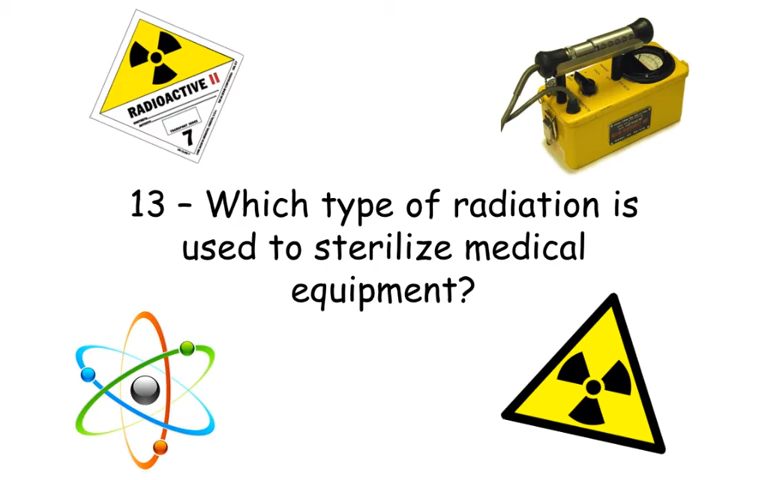 RADIOACTIVE II
7
13 – Which type of radiation is
used to sterilize medical
equipment?